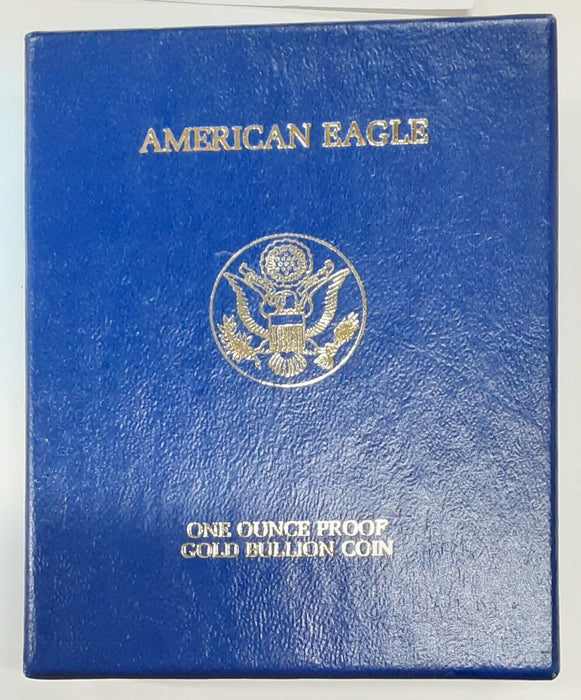 AMERICAN EAGLE
ONE OUNCE PROOF
GOLD BULLION COIN